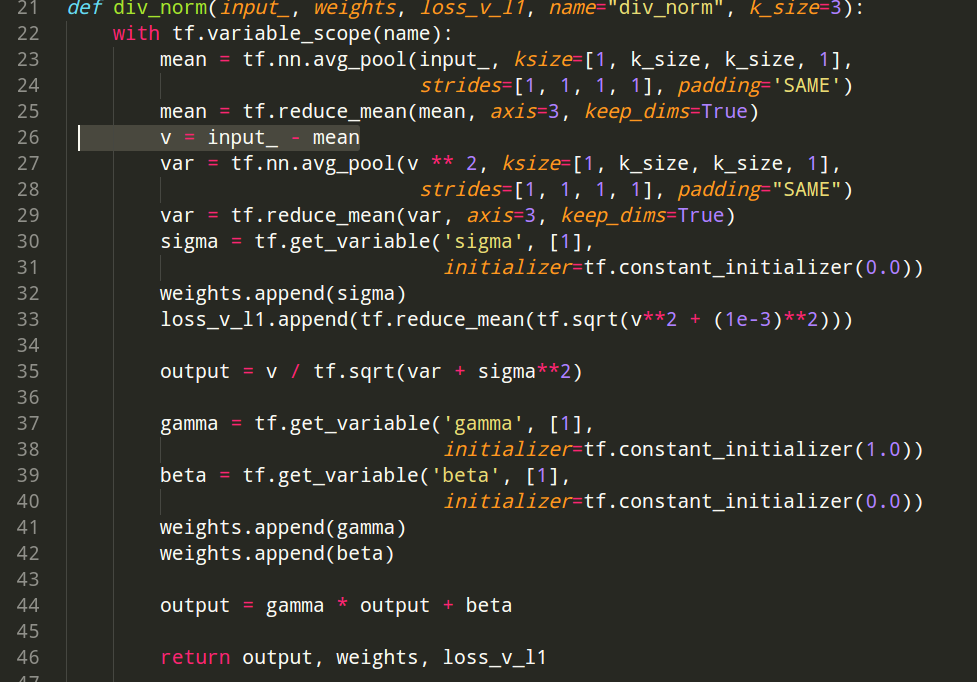 21 def div_norm(input_, weights, loss_v_l1, name="div_norm", k_size=3):
22 with tf.variable_scope(name):
23 mean = tf.nn.avg_pool(input_, ksize=[1, k_size, k_size, 1],
24 strides=[1, 1, 1, 1], padding='SAME')
25 mean = tf.reduce_mean(mean, axis=3, keep_dims=True)
26 v = input_ - mean
27 var = tf.nn.avg_pool(v ** 2, ksize=[1, k_size, k_size, 1],
28 strides=[1, 1, 1, 1], padding="SAME")
29 var = tf.reduce_mean(var, axis=3, keep_dims=True)
30 sigma = tf.get_variable('sigma', [1],
31 initializer=tf.constant_initializer(0.0))
32 weights.append(sigma)
33 loss_v_l1.append(tf.reduce_mean(tf.sqrt(v**2 + (1e-3)**2)))
34
35 output = v / tf.sqrt(var + sigma**2)
36
37 gamma = tf.get_variable('gamma', [1],
38 initializer=tf.constant_initializer(1.0))
39 beta = tf.get_variable('beta', [1],
40 initializer=tf.constant_initializer(0.0))
41 weights.append(gamma)
42 weights.append(beta)
43
44 output = gamma * output + beta
45
46 return output, weights, loss_v_l1
47